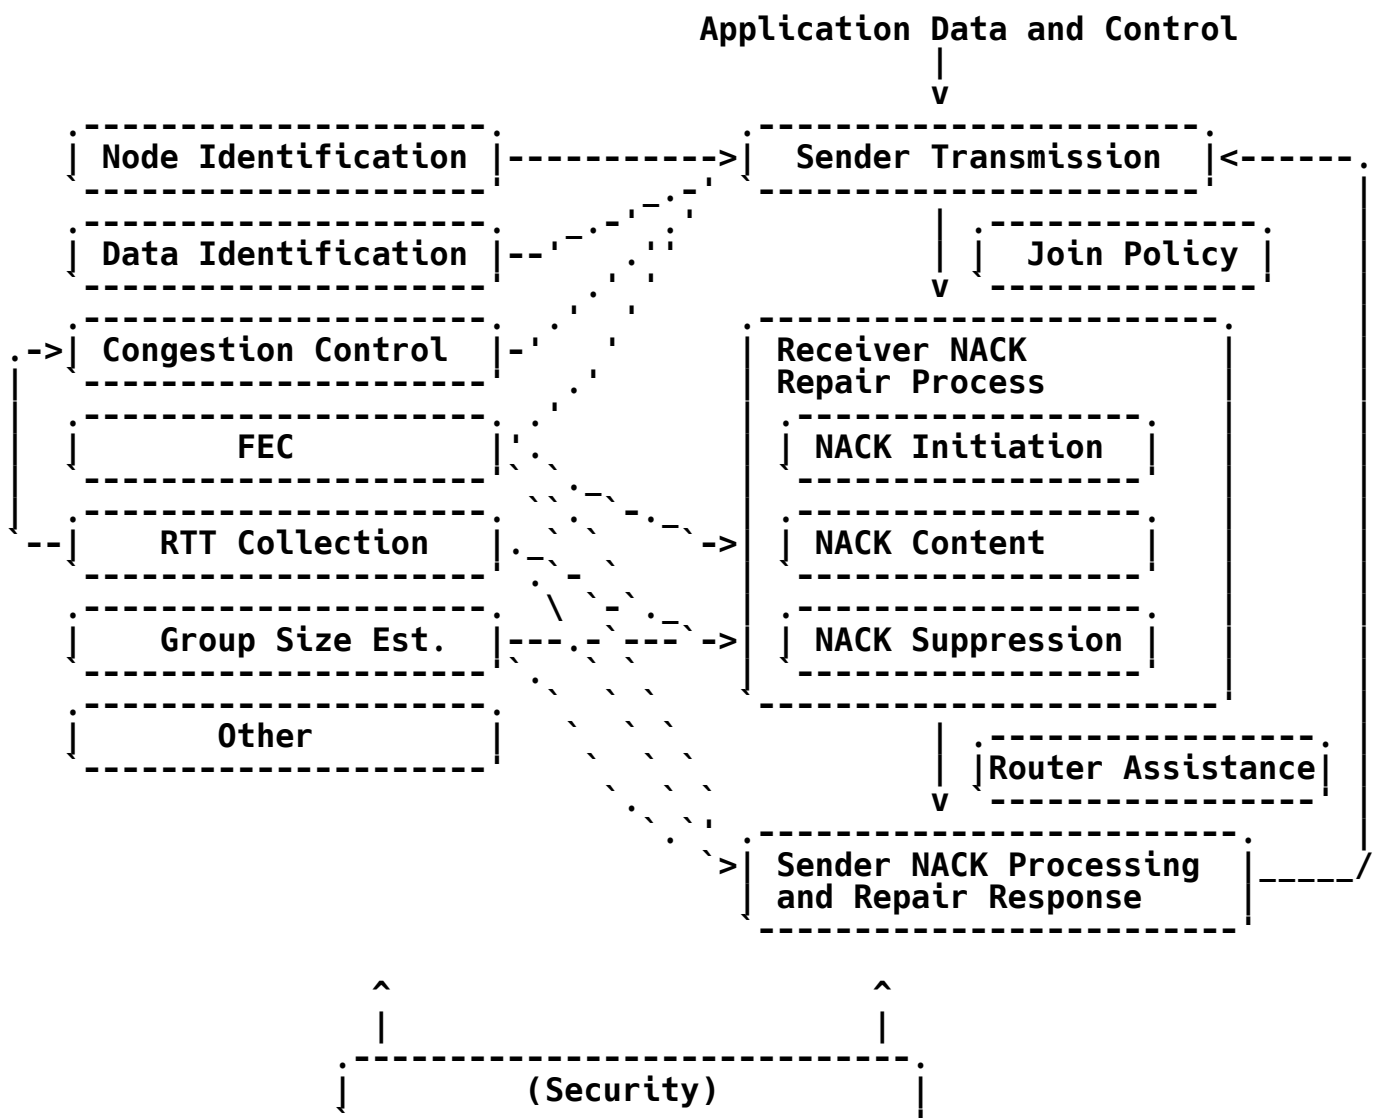 Application Data and Control
Node Identification
Sender Transmission
Data Identification
Join Policy
Congestion Control
Receiver NACK
Repair Process
FEC
NACK Initiation
RTT Collection
NACK Content
Group Size Est.
NACK Suppression
Other
Router Assistance
Sender NACK Processing
and Repair Response
(Security)